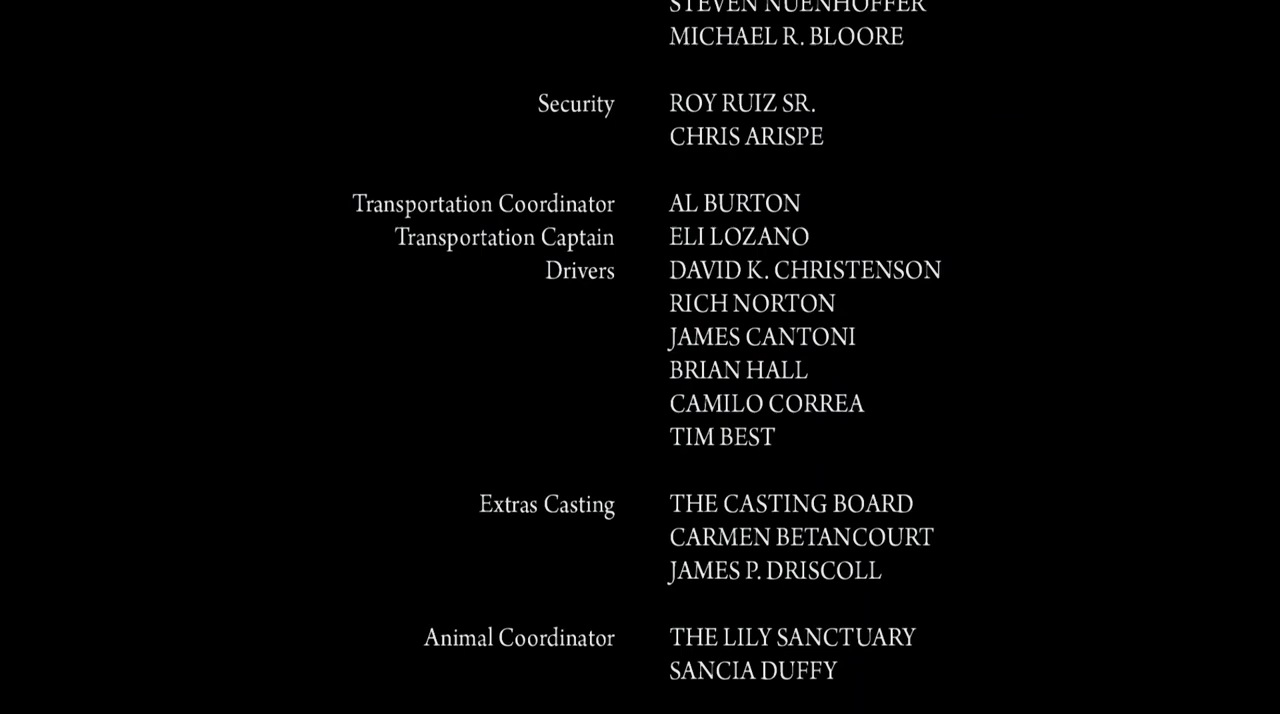 STEVEN NUENHOFFER
MICHAEL R. BLOORE
Security ROY RUIZ SR.
CHRIS ARISPE
Transportation Coordinator AL BURTON
Transportation Captain ELI LOZANO
Drivers DAVID K. CHRISTENSON
RICH NORTON
JAMES CANTONI
BRIAN HALL
CAMILO CORREA
TIM BEST
Extras Casting THE CASTING BOARD
CARMEN BETANCOURT
JAMES P. DRISCOLL
Animal Coordinator THE LILY SANCTUARY
SANCIA DUFFY